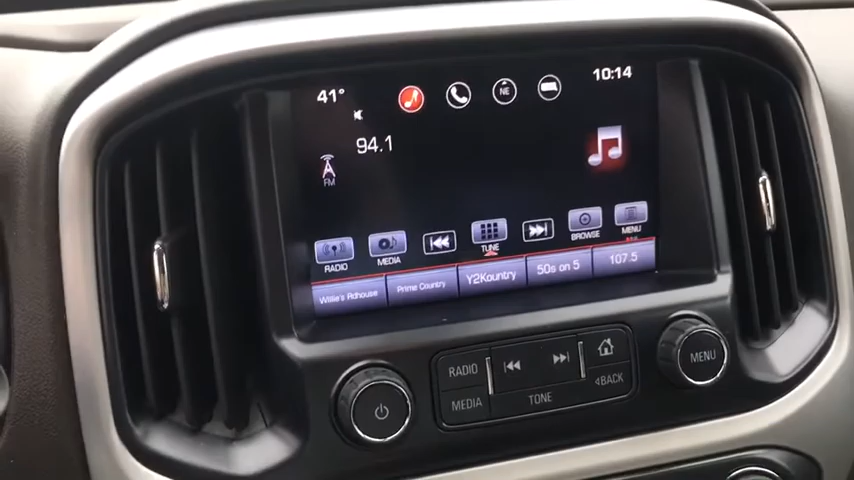 41° NE 10:14
94.1
FM
RADIO MEDIA TUNE BROWSE MENU
Willie's Rdhouse Prime Country Y2Kountry 50s on 5 107.5
RADIO MENU
MEDIA TONE BACK